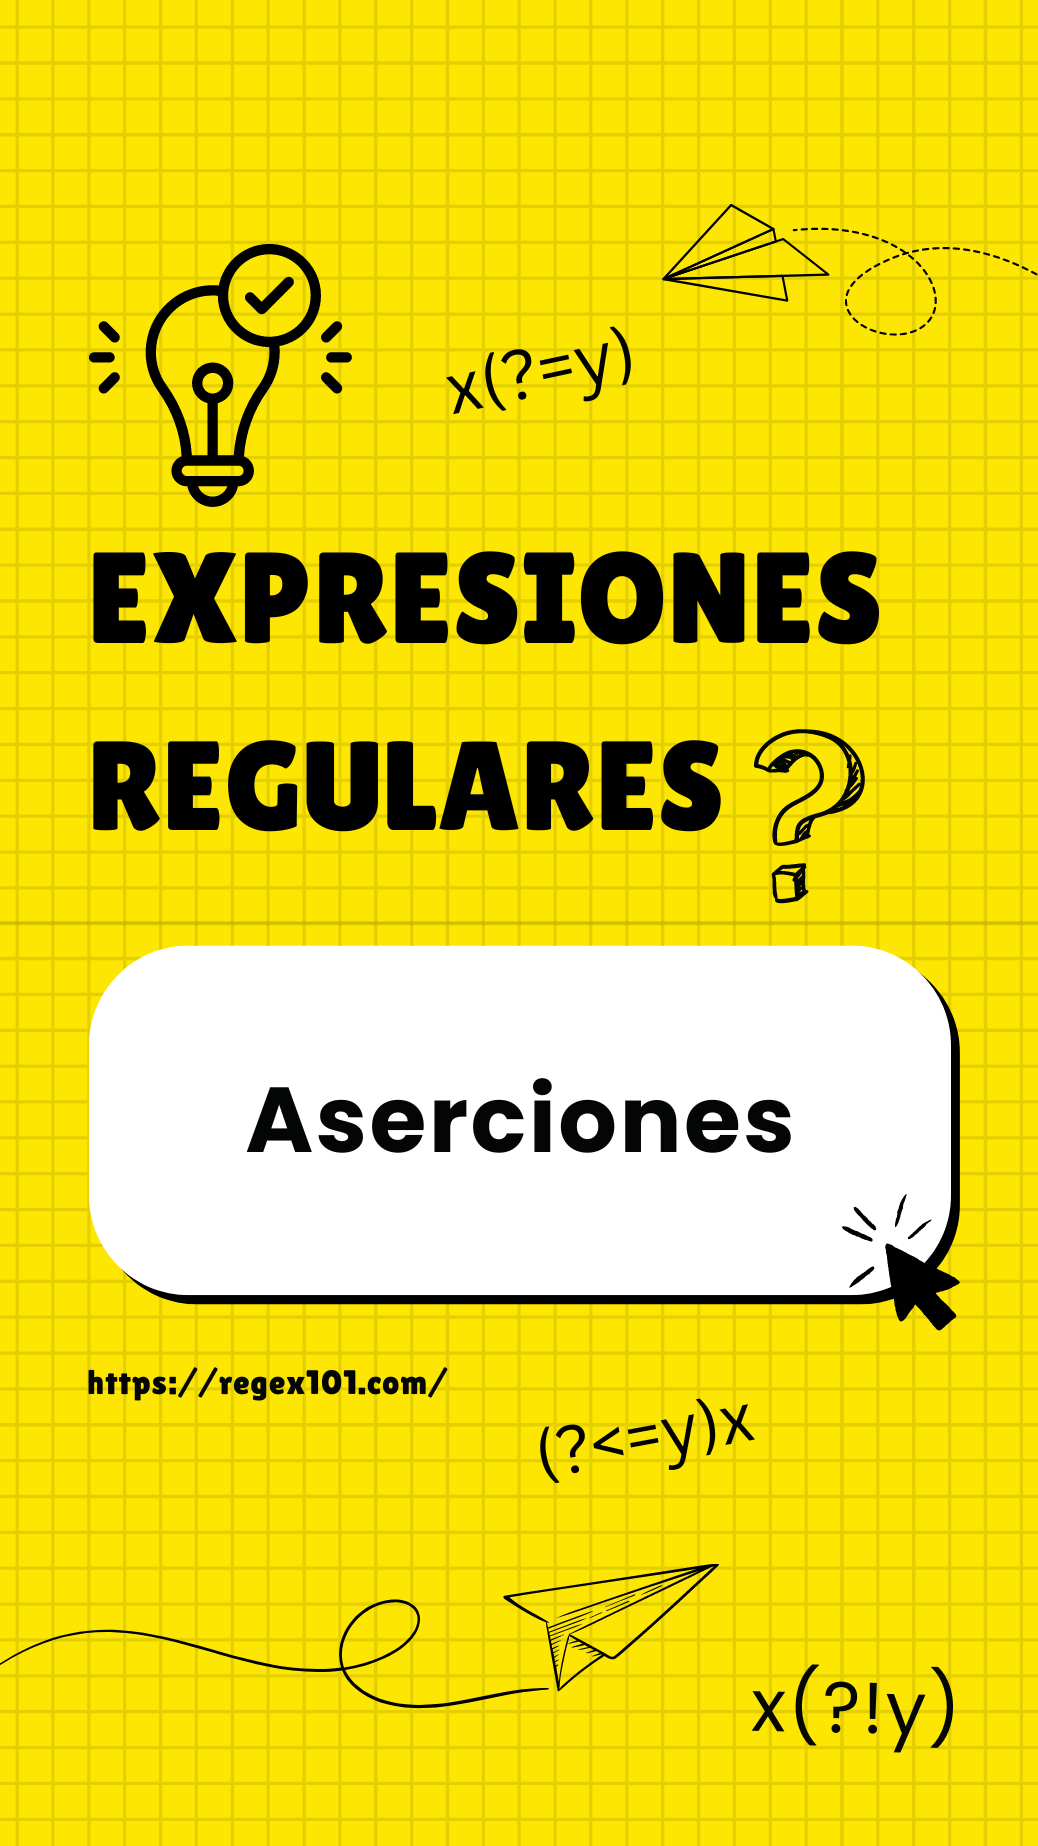 x(?=y)
EXPRESIONES
REGULARES ?
Aserciones
https://regex101.com/
(?<=y)x
x(?!y)